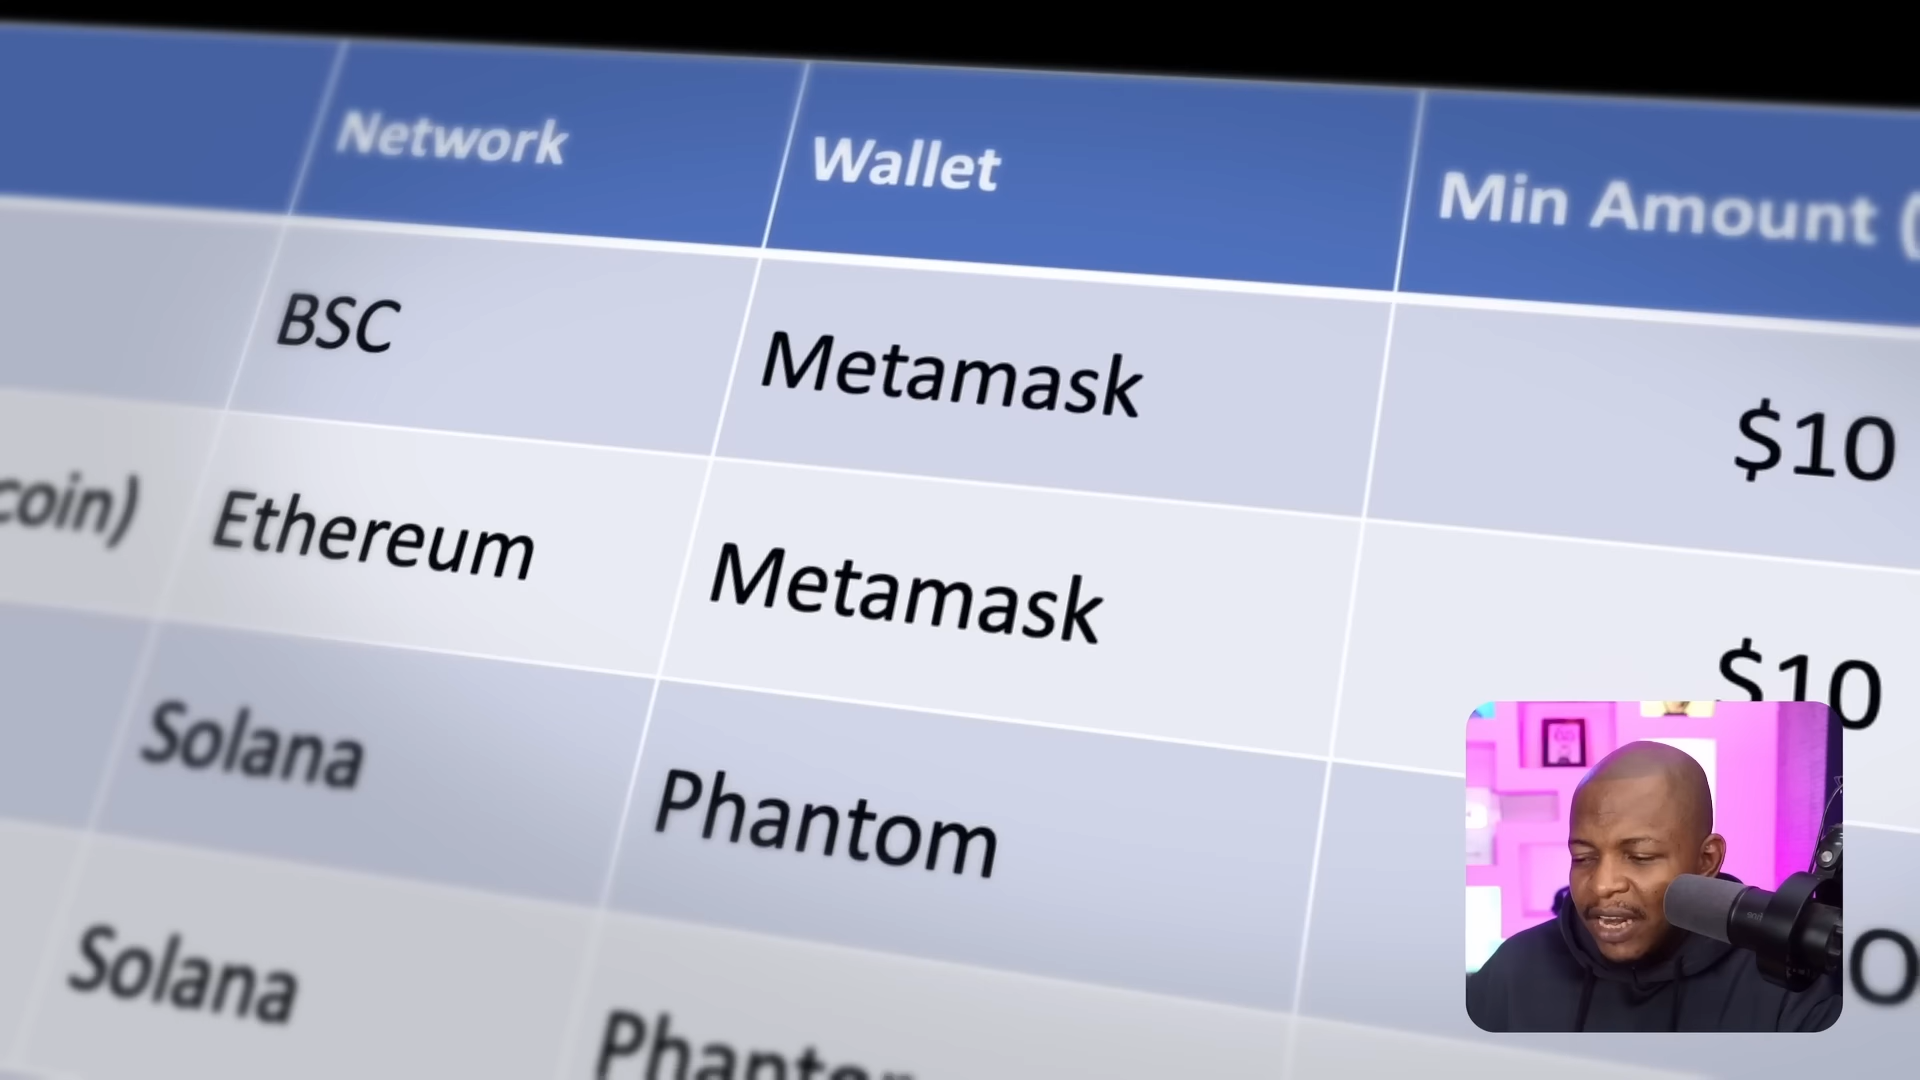 Network Wallet Min Amount (
BSC Metamask $10
coin) Ethereum Metamask $10
Solana Phantom
Solana